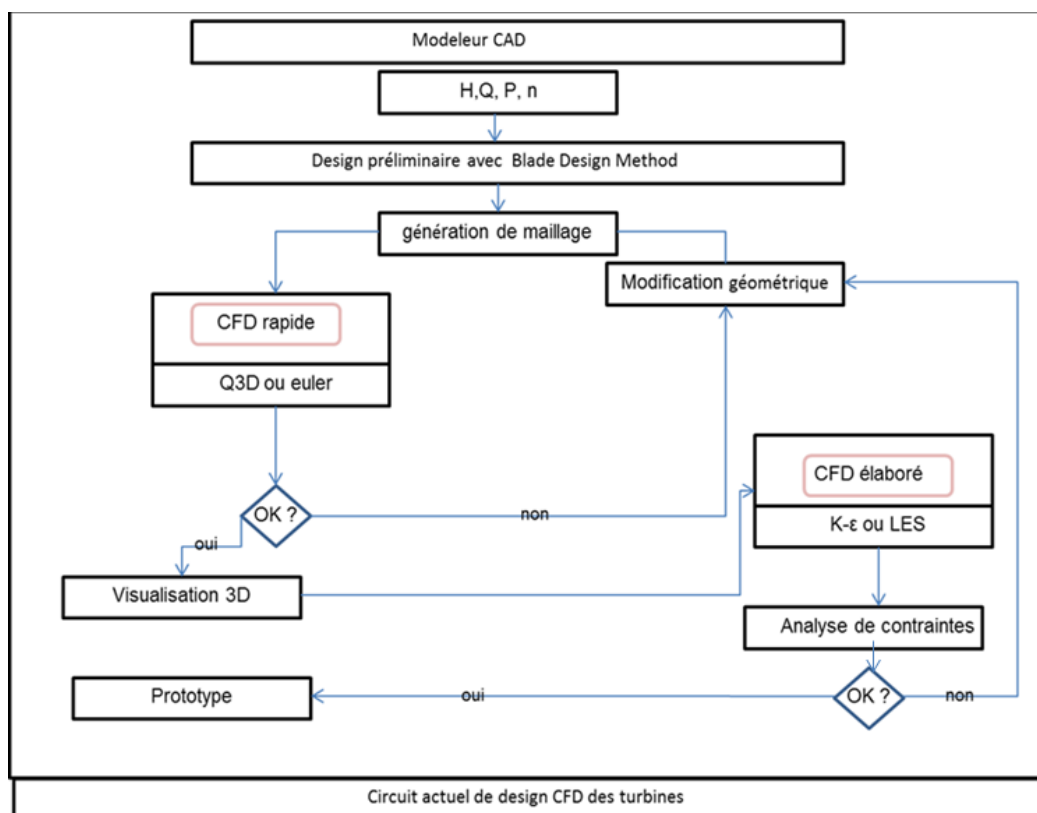 Modeleur CAD
H,Q, P, n
Design préliminaire avec Blade Design Method
génération de maillage
Modification géométrique
CFD rapide
Q3D ou euler
CFD élaboré
K-ε ou LES
OK ?
non
oui
Visualisation 3D
Analyse de contraintes
Prototype
oui
OK ?
non
Circuit actuel de design CFD des turbines